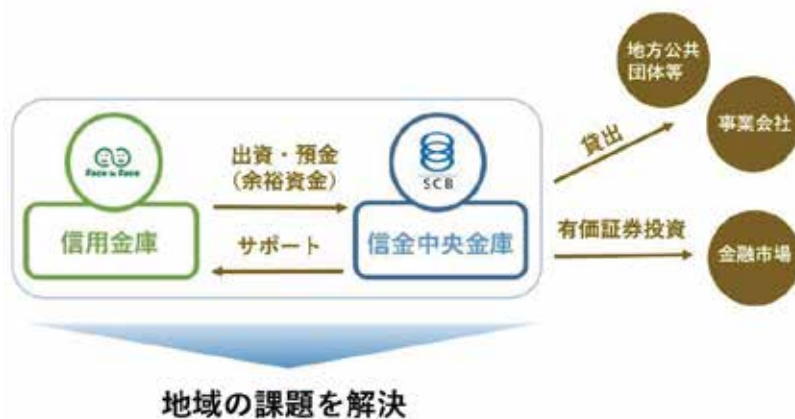 地方公共
団体等
事業会社
貸出
Face to Face
出資・預金
(余裕資金)
SCB
信用金庫
サポート
信金中央金庫
有価証券投資
金融市場
地域の課題を解決